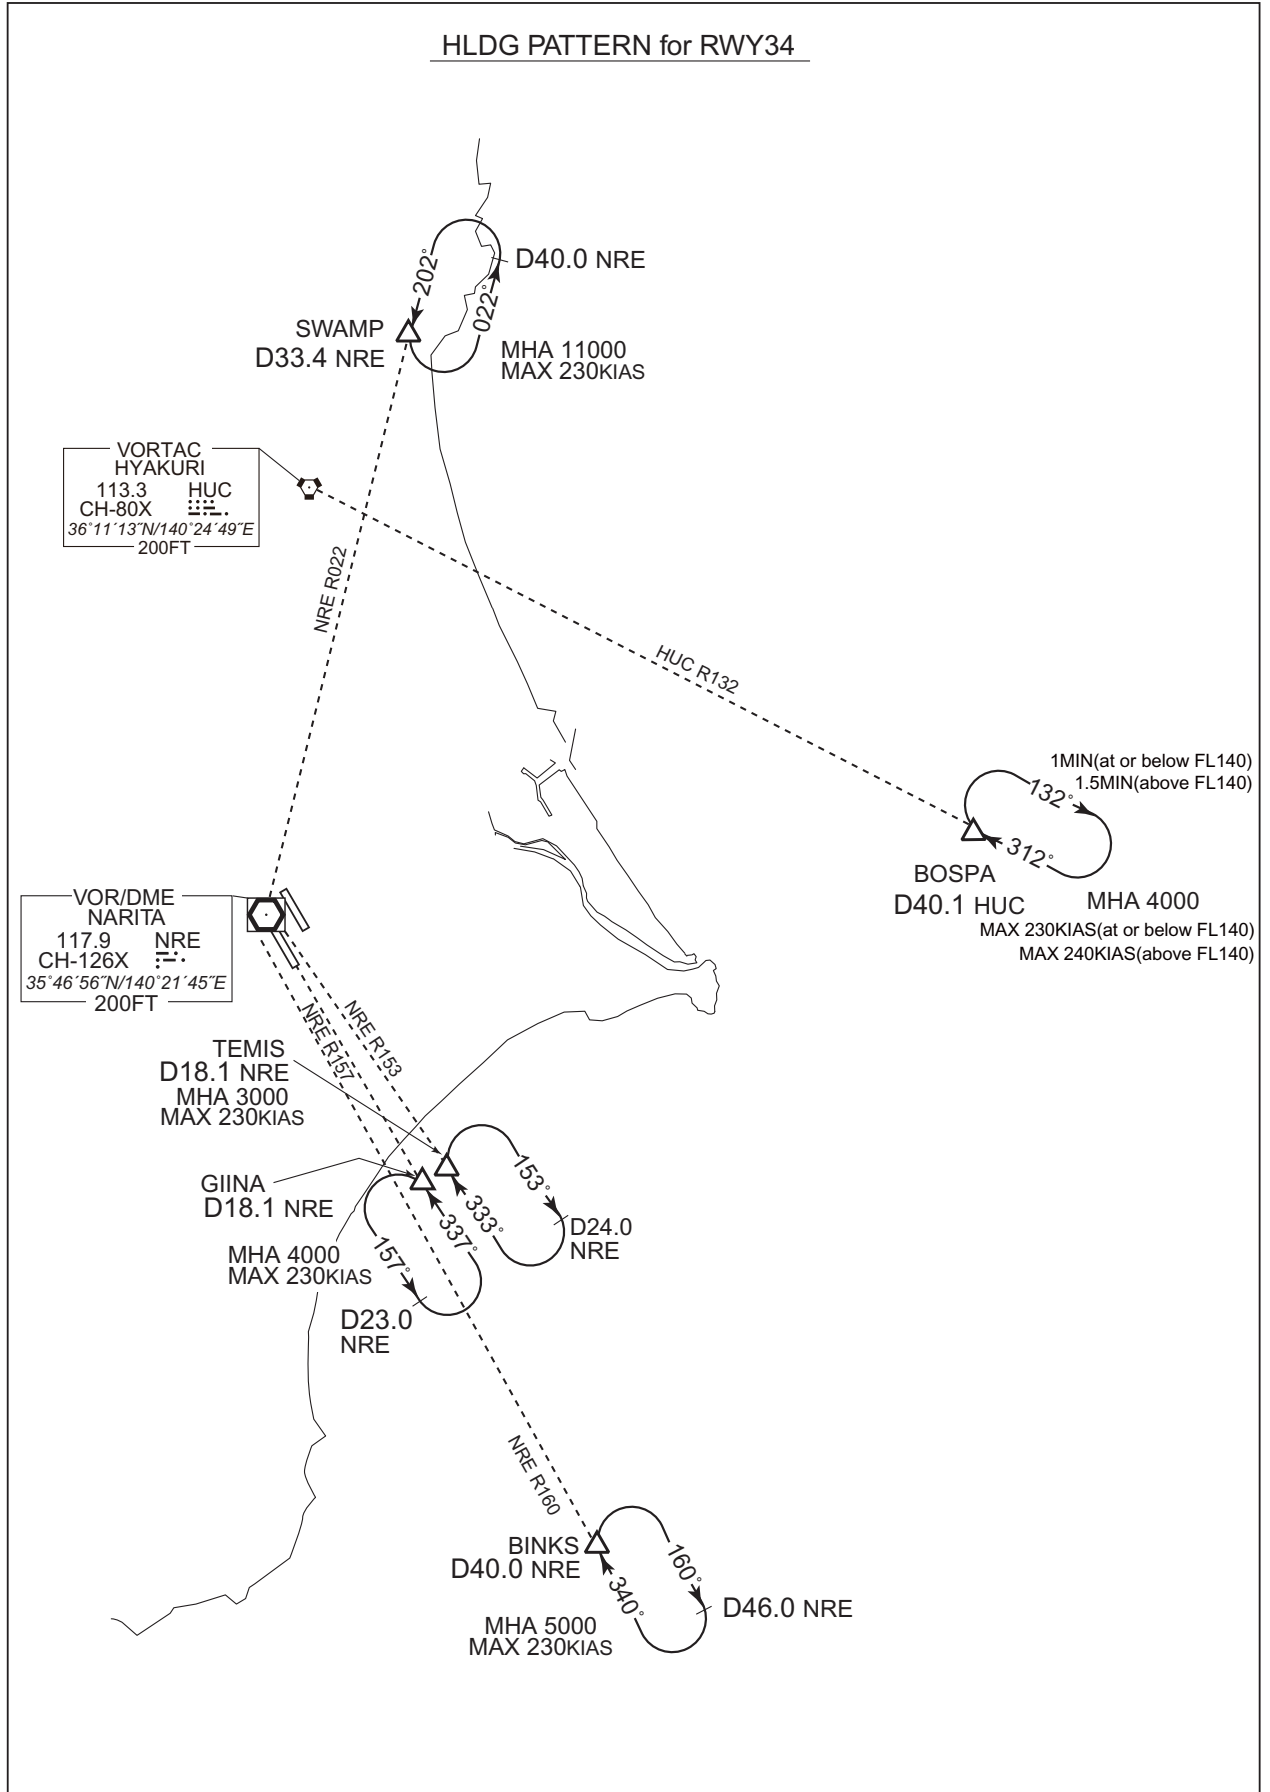 HLDG PATTERN for RWY34
202°
D40.0 NRE
022°
SWAMP
D33.4 NRE
MHA 11000
MAX 230KIAS
VORTAC
HYAKURI
113.3 HUC
CH-80X
36°11′13″N/140°24′49″E
200FT
NRE R022
HUC R132
1MIN(at or below FL140)
1.5MIN(above FL140)
132°
312°
BOSPA
D40.1 HUC
MHA 4000
MAX 230KIAS(at or below FL140)
MAX 240KIAS(above FL140)
VOR/DME
NARITA
117.9 NRE
CH-126X
35°46′56″N/140°21′45″E
200FT
NRE R157
NRE R153
TEMIS
D18.1 NRE
MHA 3000
MAX 230KIAS
153°
333°
D24.0
NRE
GIINA
D18.1 NRE
337°
157°
MHA 4000
MAX 230KIAS
D23.0
NRE
NRE R160
BINKS
D40.0 NRE
160°
340°
D46.0 NRE
MHA 5000
MAX 230KIAS